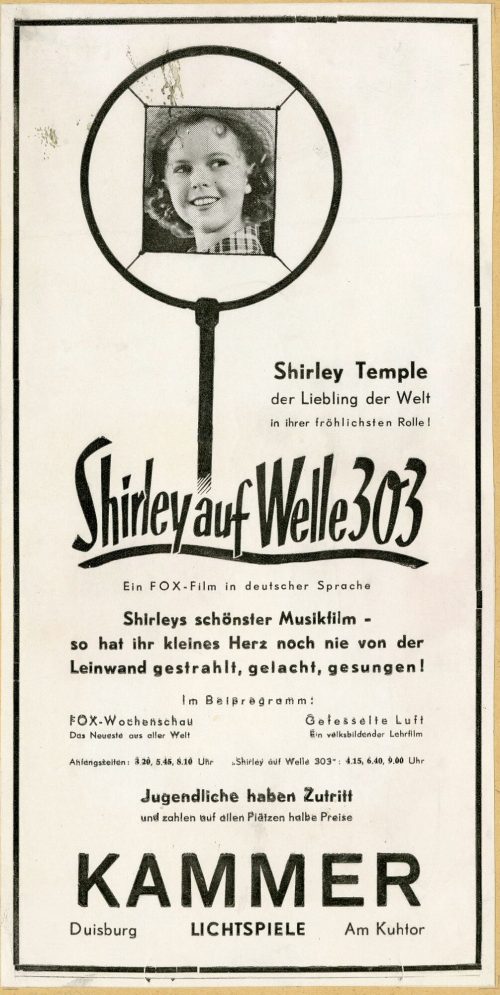 Shirley Temple
der Liebling der Welt
in ihrer fröhlichsten Rolle!
Shirley auf Welle 303
Ein FOX-Film in deutscher Sprache
Shirleys schönster Musikfilm -
so hat ihr kleines Herz noch nie von der
Leinwand gestrahlt, gelacht, gesungen!
Im Beiprogramm:
FOX-Wochenschau Gefesselte Luft
Das Neueste aus aller Welt Ein volksbildender Lehrfilm
Anfangszeiten: 3.20, 5.45, 8.10 Uhr „Shirley auf Welle 303": 4.15, 6.40, 9.00 Uhr
Jugendliche haben Zutritt
und zahlen auf allen Plätzen halbe Preise
KAMMER
Duisburg LICHTSPIELE Am Kuhtor